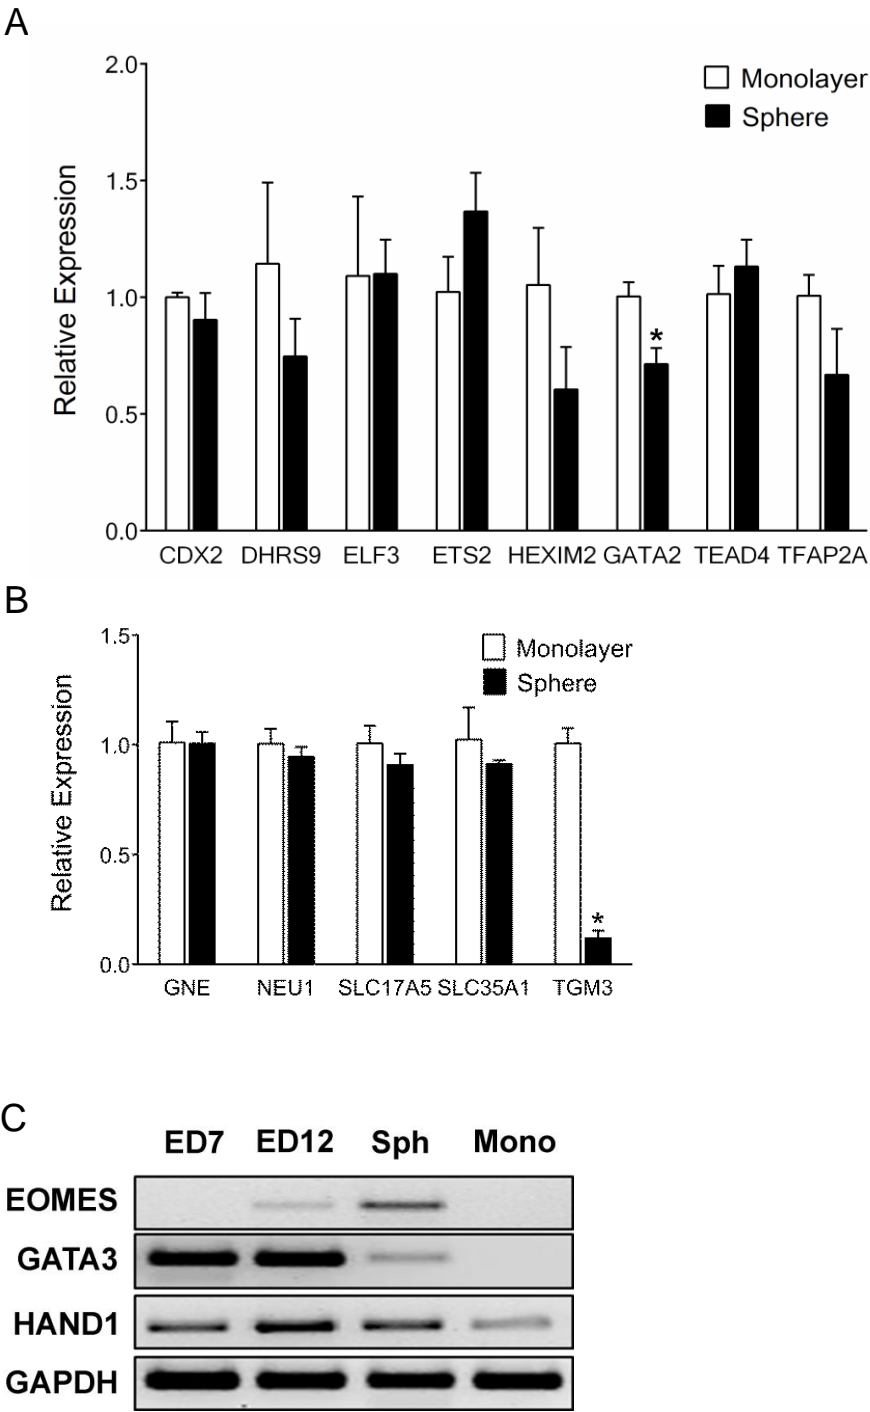 A
2.0
Monolayer
Sphere
1.5
*
1.0
0.5
0.0
Relative Expression
CDX2 DHRS9 ELF3 ETS2 HEXIM2 GATA2 TEAD4 TFAP2A
B
1.5
Monolayer
Sphere
1.0
0.5
*
0.0
Relative Expression
GNE NEU1 SLC17A5 SLC35A1 TGM3
C
ED7 ED12 Sph Mono
EOMES
GATA3
HAND1
GAPDH